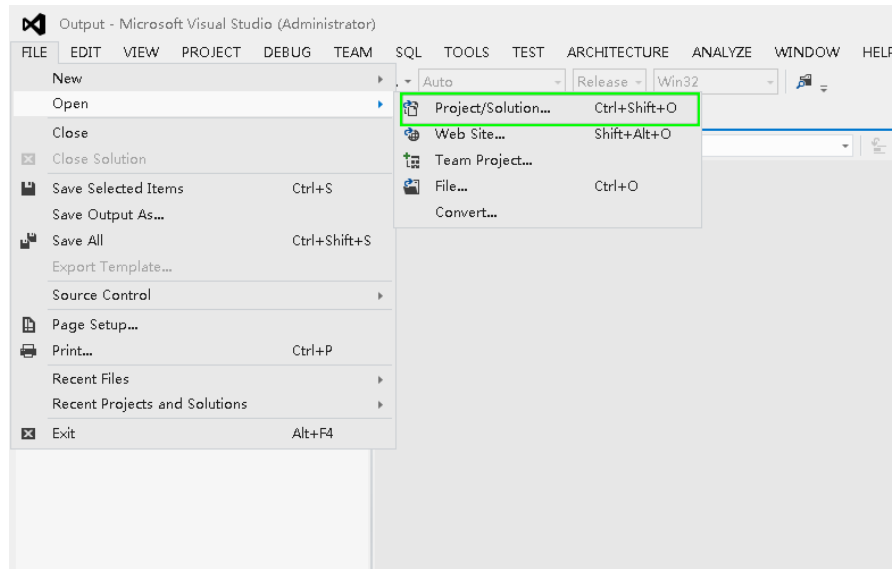 Output - Microsoft Visual Studio (Administrator)
FILE EDIT VIEW PROJECT DEBUG TEAM SQL TOOLS TEST ARCHITECTURE ANALYZE WINDOW HELP
New
Auto Release Win32
Open
Project/Solution... Ctrl+Shift+O
Close
Web Site... Shift+Alt+O
Close Solution
Team Project...
Save Selected Items Ctrl+S
File... Ctrl+O
Save Output As...
Convert...
Save All Ctrl+Shift+S
Export Template...
Source Control
Page Setup...
Print... Ctrl+P
Recent Files
Recent Projects and Solutions
Exit Alt+F4